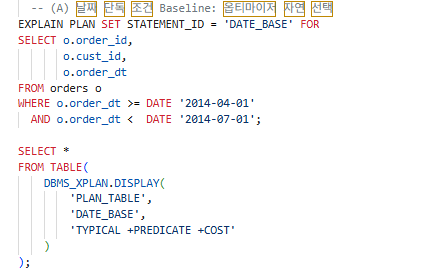 -- (A) 날짜 단독 조건 Baseline: 옵티마이저 자연 선택
EXPLAIN PLAN SET STATEMENT_ID = 'DATE_BASE' FOR
SELECT o.order_id,
       o.cust_id,
       o.order_dt
FROM orders o
WHERE o.order_dt >= DATE '2014-04-01'
  AND o.order_dt <  DATE '2014-07-01';

SELECT *
FROM TABLE(
    DBMS_XPLAN.DISPLAY(
        'PLAN_TABLE',
        'DATE_BASE',
        'TYPICAL +PREDICATE +COST'
    )
);